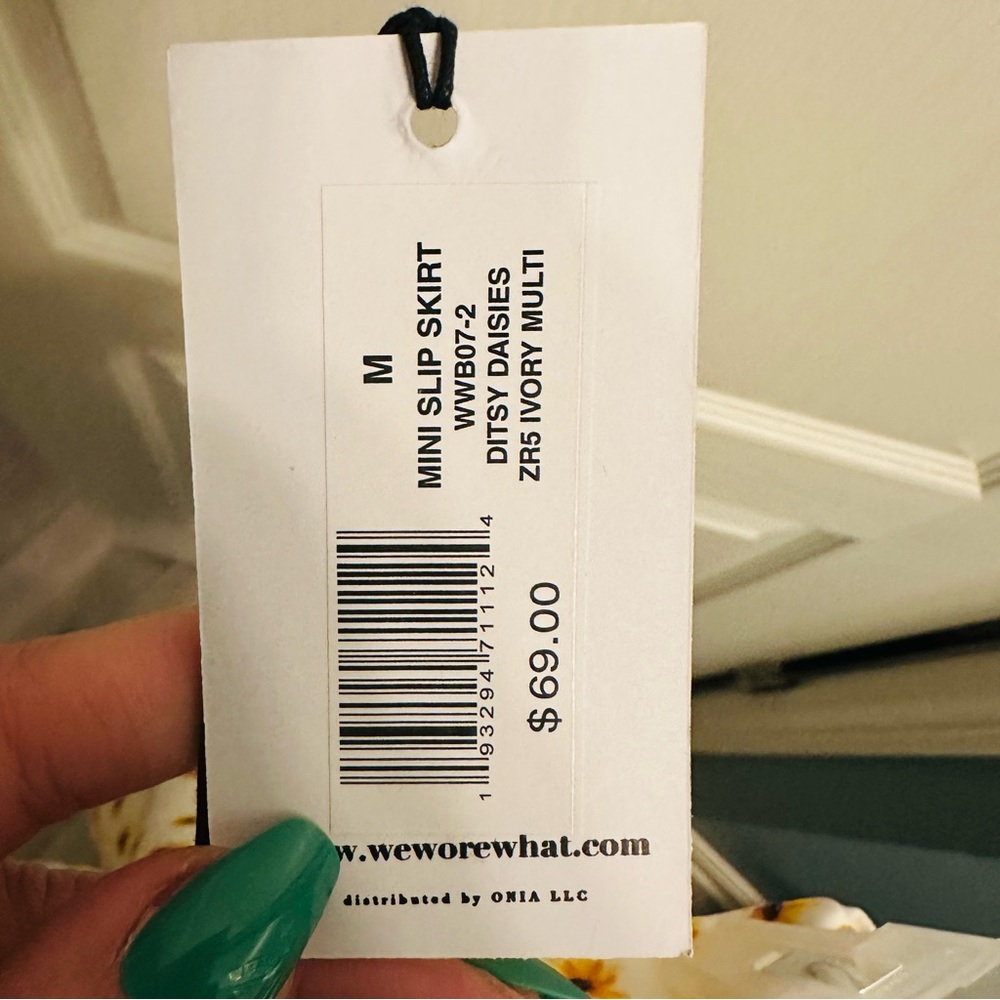 M
MINI SLIP SKIRT
WWB07-2
DITSY DAISIES
ZR5 IVORY MULTI
1 93294 71112 4
$69.00
w.weworewhat.com
distributed by ONIA LLC